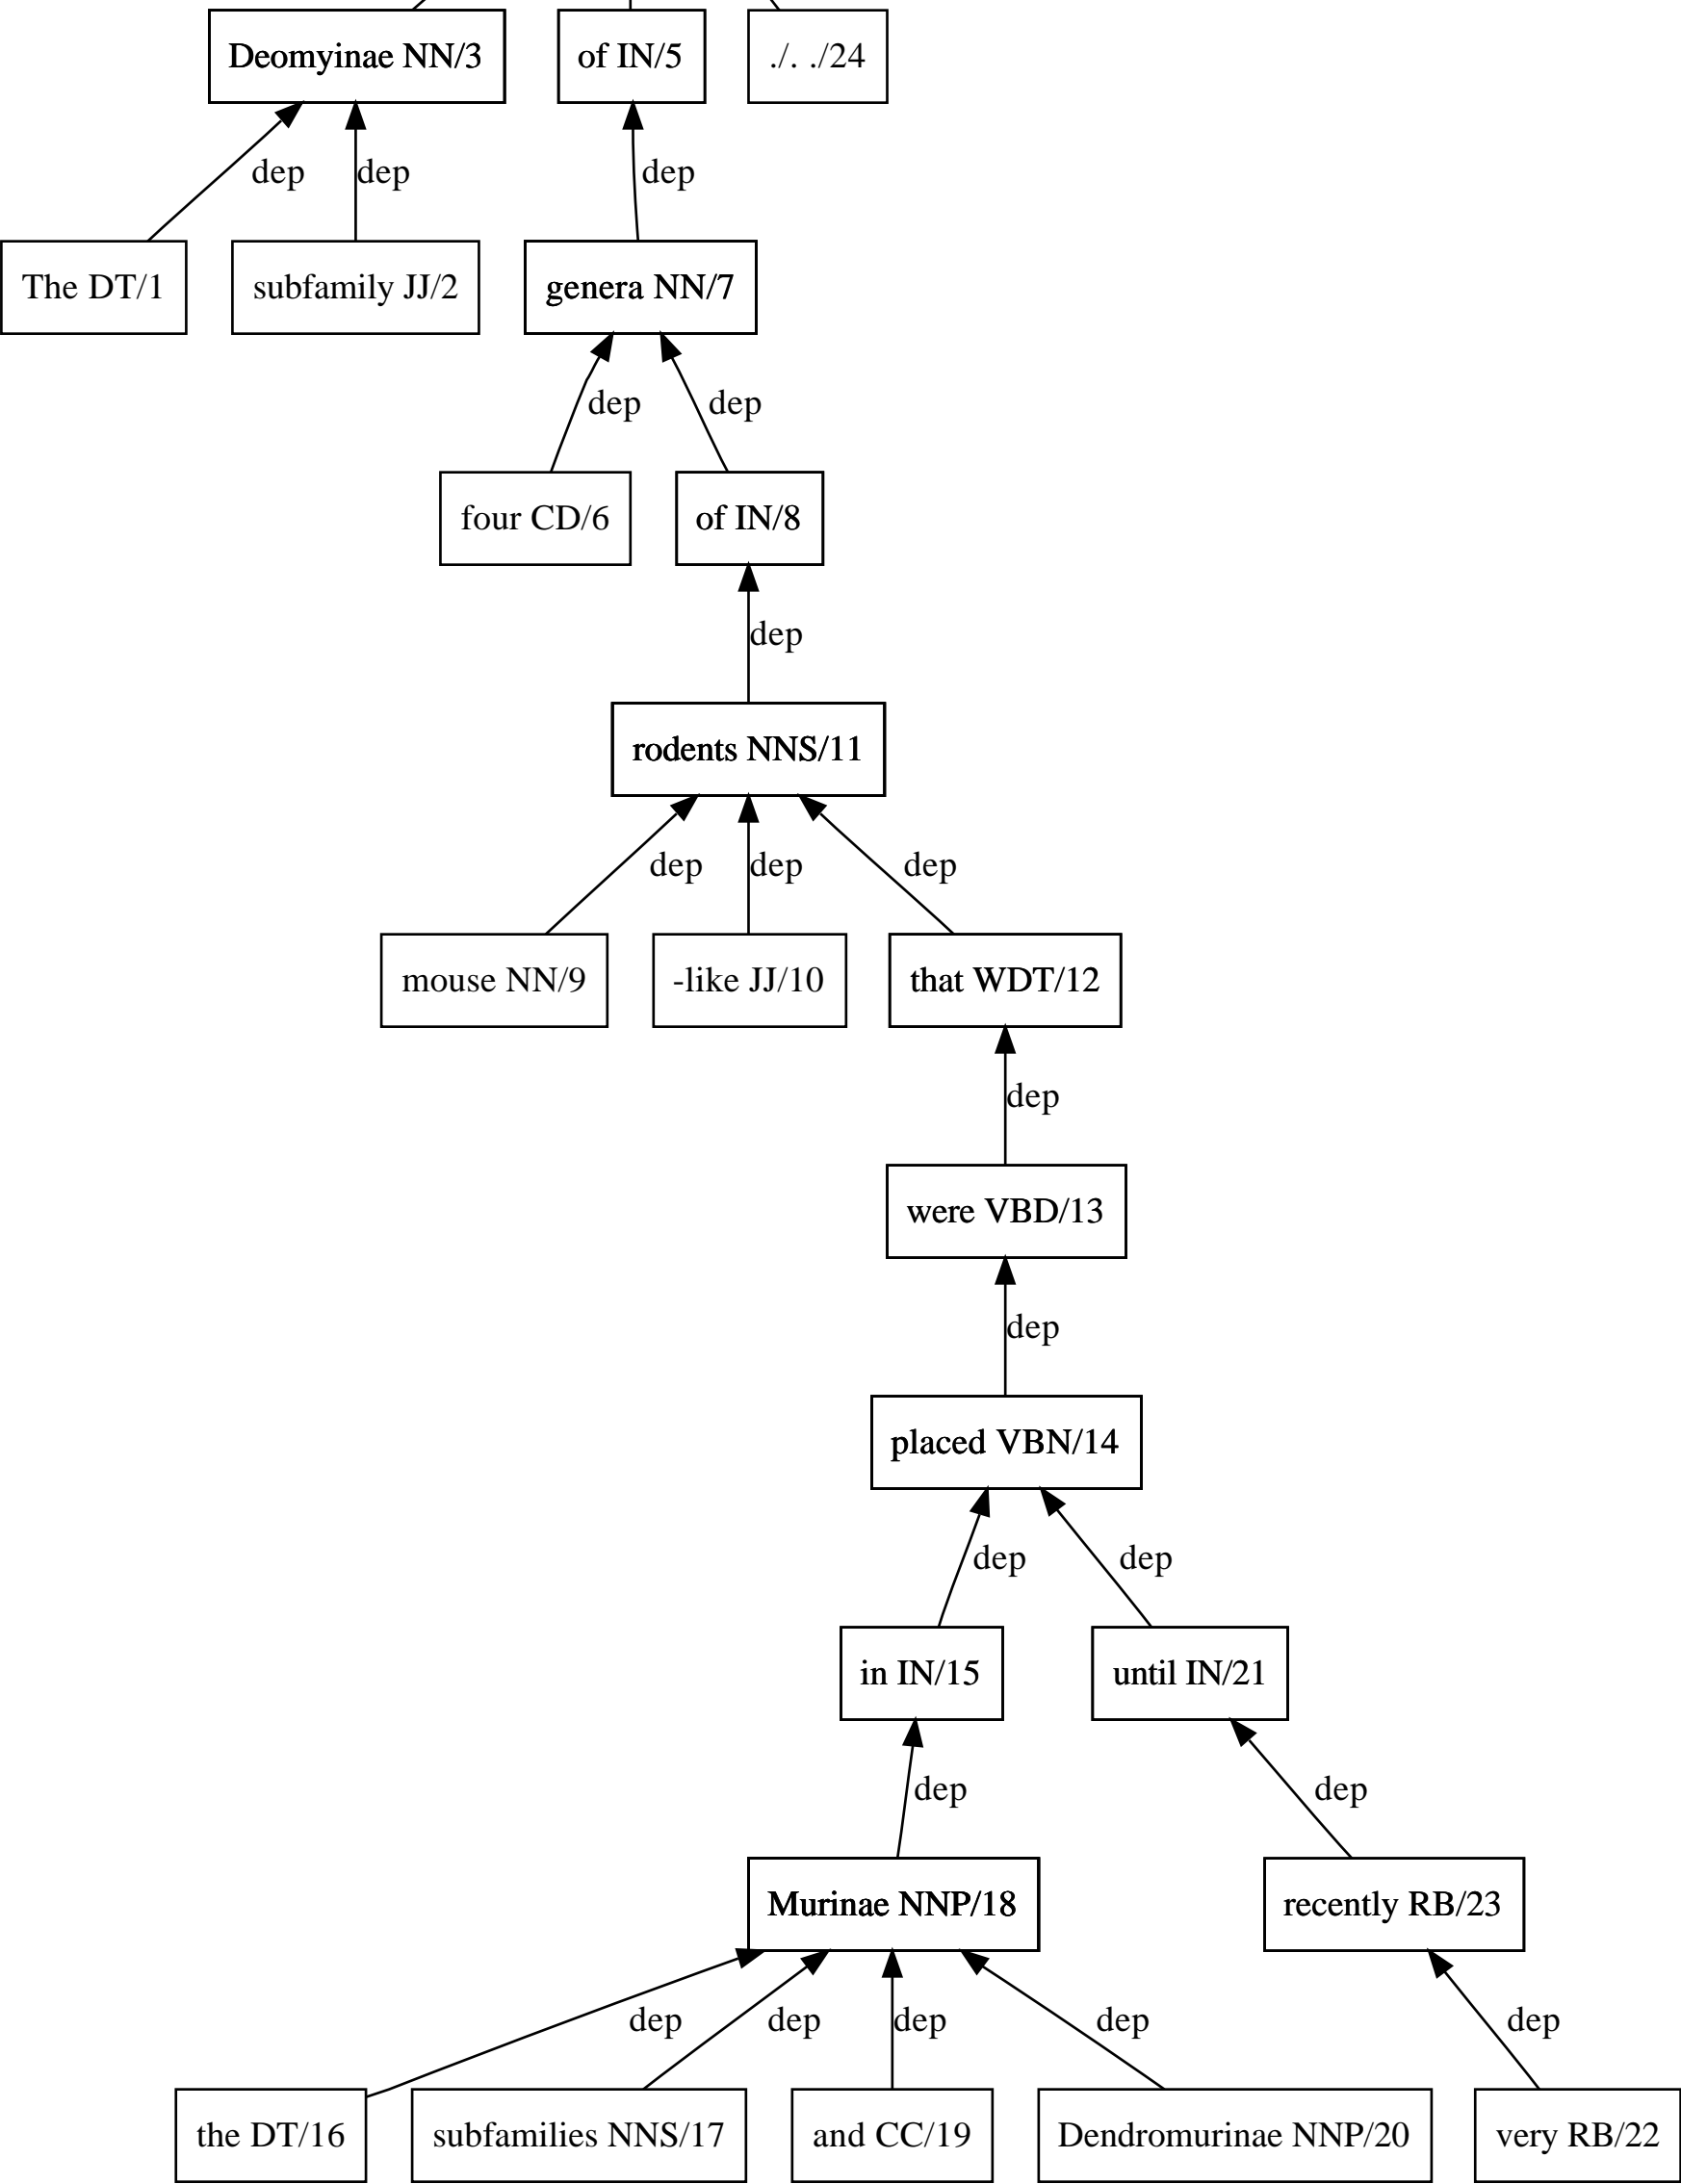 Deomyinae NN/3 of IN/5 ./. ./24
dep dep dep
The DT/1 subfamily JJ/2 genera NN/7
dep dep
four CD/6 of IN/8
dep
rodents NNS/11
dep dep dep
mouse NN/9 -like JJ/10 that WDT/12
dep
were VBD/13
dep
placed VBN/14
dep dep
in IN/15 until IN/21
dep dep
Murinae NNP/18 recently RB/23
dep dep dep dep dep
the DT/16 subfamilies NNS/17 and CC/19 Dendromurinae NNP/20 very RB/22